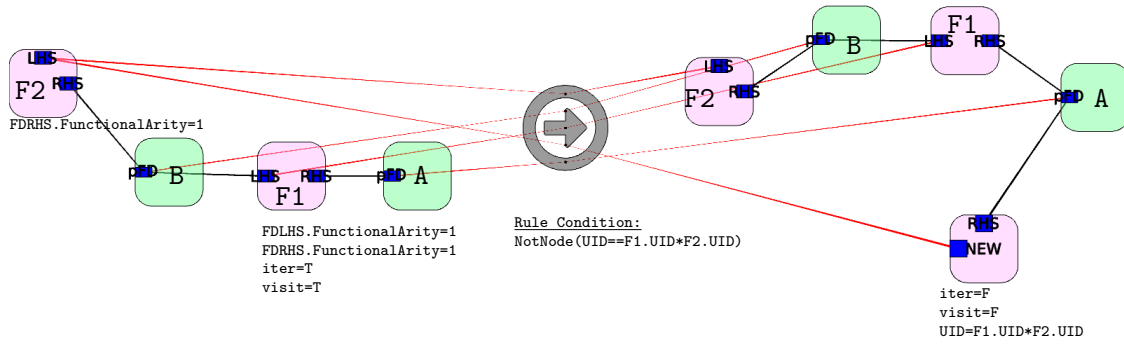 LHS
RHS
F2
FDRHS.FunctionalArity=1
pFD
B
LHS
RHS
F1
pFD
A
FDLHS.FunctionalArity=1
FDRHS.FunctionalArity=1
iter=T
visit=T
Rule Condition:
NotNode(UID==F1.UID*F2.UID)
LHS
RHS
F2
pFD
B
F1
LHS
RHS
pFD
A
RHS
NEW
iter=F
visit=F
UID=F1.UID*F2.UID